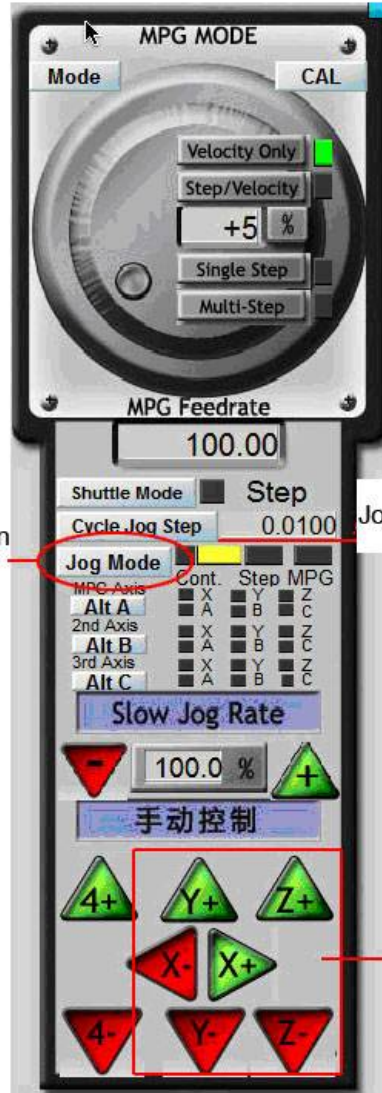 MPG MODE
Mode CAL
Velocity Only
Step/Velocity
+5 %
Single Step
Multi-Step
MPG Feedrate
100.00
Shuttle Mode Step
Cycle Jog Step 0.0100 Jo
n
Jog Mode
Cont. Step MPG
MPG Axis
X Y Z
Alt A A B C
2nd Axis
X Y Z
Alt B A B C
3rd Axis
X Y Z
Alt C A B C
Slow Jog Rate
- 100.0 % +
手动控制
4+ Y+ Z+
X- X+
4- Y- Z-